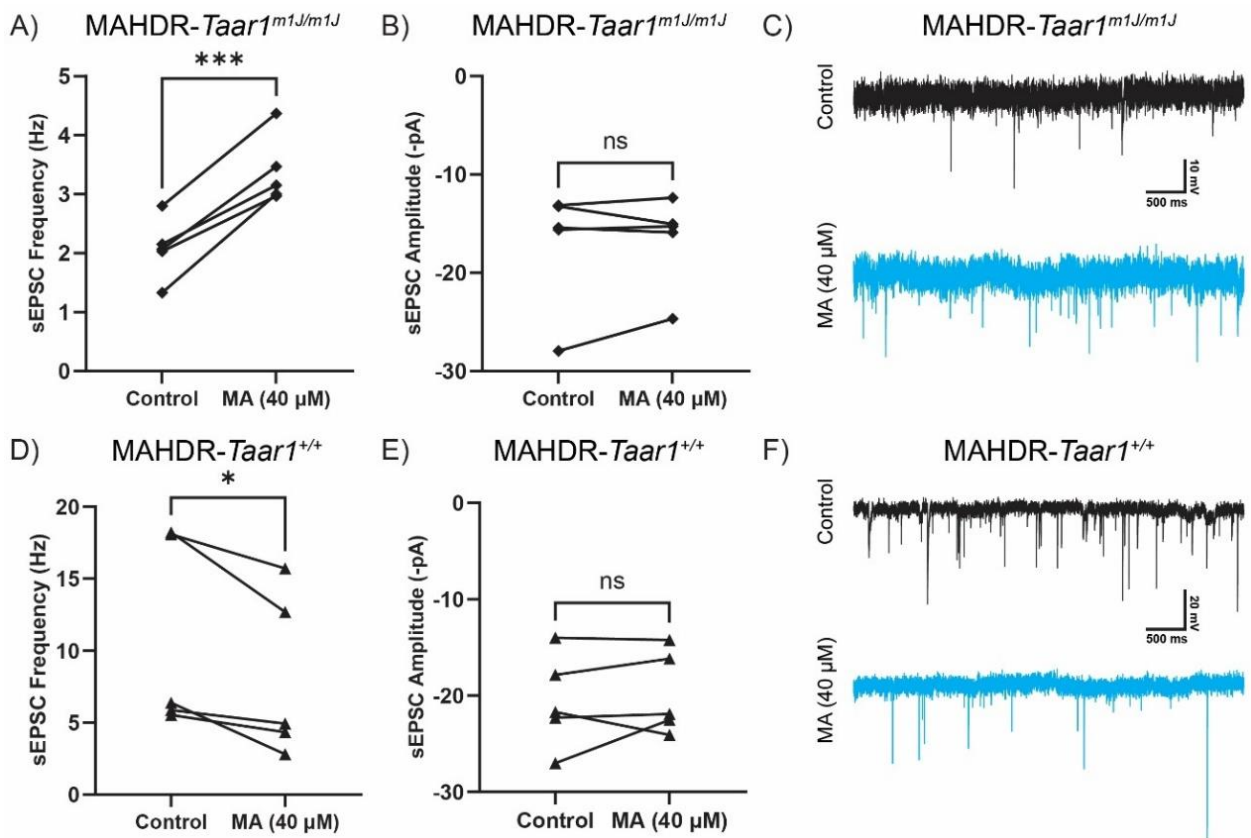 A) MAHDR-Taar1m1J/m1J
***
sEPSC Frequency (Hz)
5
4
3
2
1
0
Control MA (40 µM)
B) MAHDR-Taar1m1J/m1J
ns
sEPSC Amplitude (-pA)
0
-10
-20
-30
Control MA (40 µM)
C) MAHDR-Taar1m1J/m1J
Control
10 mV
500 ms
MA (40 µM)
D) MAHDR-Taar1+/+
*
sEPSC Frequency (Hz)
20
15
10
5
0
Control MA (40 µM)
E) MAHDR-Taar1+/+
ns
sEPSC Amplitude (-pA)
0
-10
-20
-30
Control MA (40 µM)
F) MAHDR-Taar1+/+
Control
20 mV
500 ms
MA (40 µM)